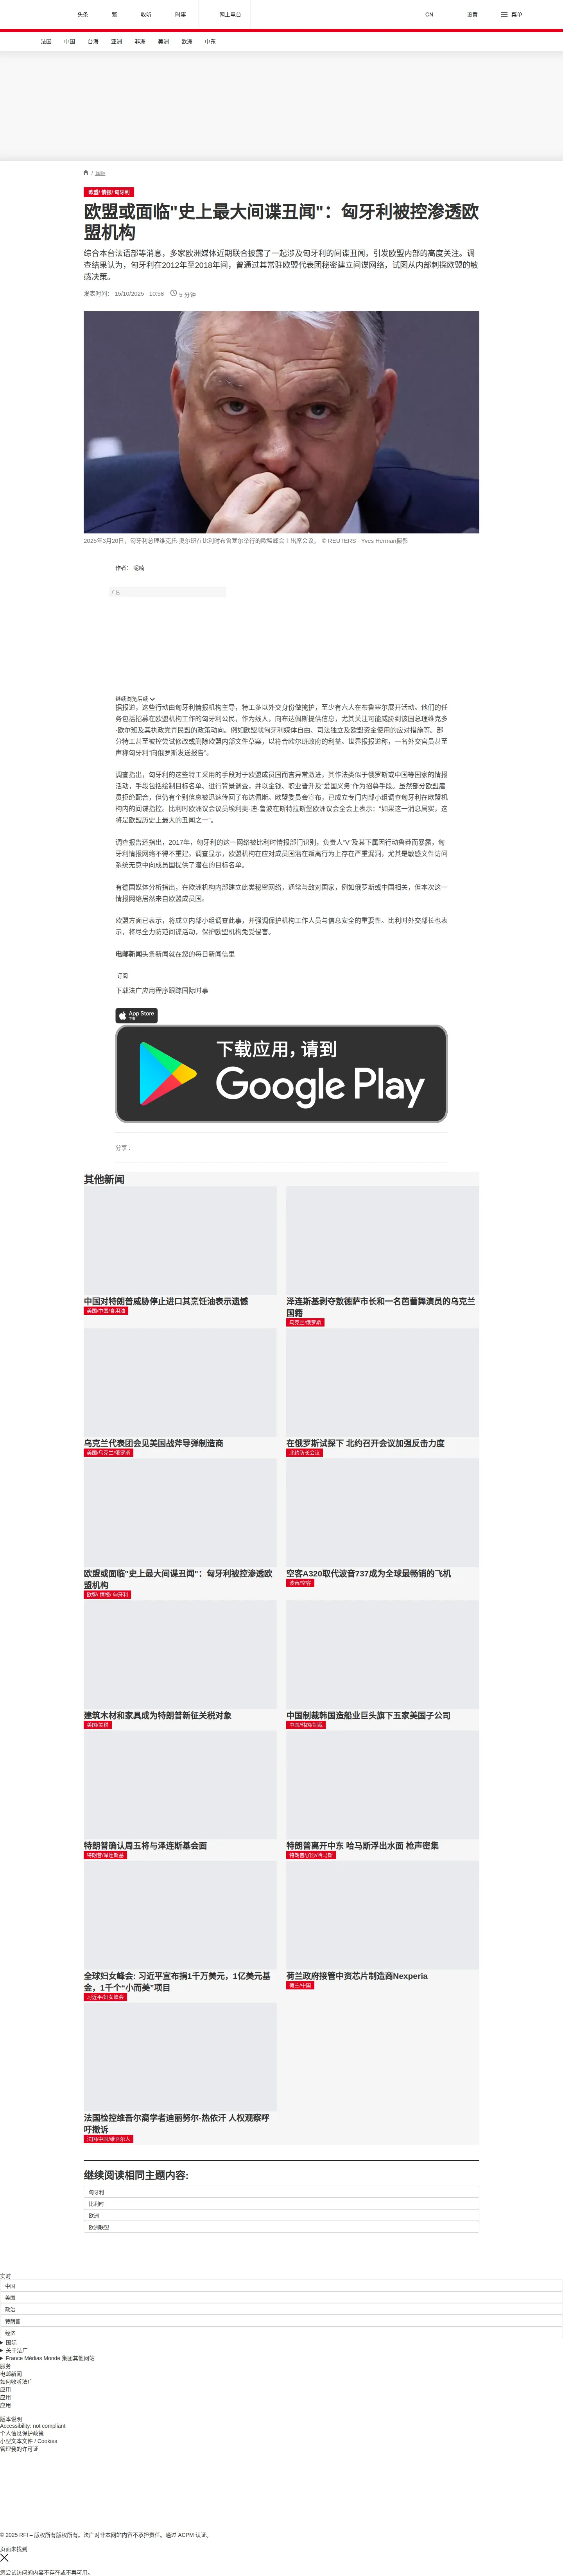 头条
繁
收听
时事
网上电台
CN
设置
菜单
法国
中国
台海
亚洲
非洲
美洲
欧洲
中东
/ 国际
欧盟/ 情报/ 匈牙利
欧盟或面临"史上最大间谍丑闻"：匈牙利被控渗透欧
盟机构
综合本台法语部等消息，多家欧洲媒体近期联合披露了一起涉及匈牙利的间谍丑闻，引发欧盟内部的高度关注。调
查结果认为，匈牙利在2012年至2018年间，曾通过其常驻欧盟代表团秘密建立间谍网络，试图从内部刺探欧盟的敏
感决策。
发表时间： 15/10/2025 - 10:56
5 分钟
2025年3月20日，匈牙利总理维克托·奥尔班在比利时布鲁塞尔举行的欧盟峰会上出席会议。 © REUTERS - Yves Herman摄影
作者： 呢喃
广告
继续浏览后续
据报道，这些行动由匈牙利情报机构主导，特工多以外交身份做掩护，至少有六人在布鲁塞尔展开活动。他们的任
务包括招募在欧盟机构工作的匈牙利公民，作为线人，向布达佩斯提供信息，尤其关注可能威胁到该国总理维克多
·欧尔班及其执政党青民盟的政策动向。例如欧盟就匈牙利媒体自由、司法独立及欧盟资金使用的应对措施等。部
分特工甚至被控尝试修改或删除欧盟内部文件草案，以符合欧尔班政府的利益。世界报报道称，一名外交官员甚至
声称匈牙利“向俄罗斯发送报告”。
调查指出，匈牙利的这些特工采用的手段对于欧盟成员国而言异常激进，其作法类似于俄罗斯或中国等国家的情报
活动，手段包括绘制目标名单、进行背景调查，并以金钱、职业晋升及“爱国义务”作为招募手段。虽然部分欧盟雇
员拒绝配合，但仍有个别信息被迅速传回了布达佩斯。欧盟委员会宣布，已成立专门内部小组调查匈牙利在欧盟机
构内的间谍指控。比利时欧洲议会议员埃利奥·迪·鲁波在斯特拉斯堡欧洲议会全会上表示：“如果这一消息属实，这
将是欧盟历史上最大的丑闻之一”。
调查报告还指出，2017年，匈牙利的这一网络被比利时情报部门识别，负责人“V”及其下属因行动鲁莽而暴露，匈
牙利情报网络不得不重建。调查显示，欧盟机构在应对成员国潜在叛离行为上存在严重漏洞，尤其是敏感文件访问
系统无意中向成员国提供了潜在的目标名单。
有德国媒体分析指出，在欧洲机构内部建立此类秘密网络，通常与敌对国家，例如俄罗斯或中国相关，但本次这一
情报网络居然来自欧盟成员国。
欧盟方面已表示，将成立内部小组调查此事，并强调保护机构工作人员与信息安全的重要性。比利时外交部长也表
示，将尽全力防范间谍活动，保护欧盟机构免受侵害。
电邮新闻头条新闻就在您的每日新闻信里
订阅
下载法广应用程序跟踪国际时事
App Store
下载
下载应用，请到
Google Play
分享 :
其他新闻
中国对特朗普威胁停止进口其烹饪油表示遗憾
美国/中国/食用油
泽连斯基剥夺敖德萨市长和一名芭蕾舞演员的乌克兰
国籍
乌克兰/俄罗斯
乌克兰代表团会见美国战斧导弹制造商
美国/乌克兰/俄罗斯
在俄罗斯试探下 北约召开会议加强反击力度
北约防长会议
欧盟或面临"史上最大间谍丑闻"：匈牙利被控渗透欧
盟机构
欧盟/ 情报/ 匈牙利
空客A320取代波音737成为全球最畅销的飞机
波音/空客
建筑木材和家具成为特朗普新征关税对象
美国/关税
中国制裁韩国造船业巨头旗下五家美国子公司
中国/韩国/制裁
特朗普确认周五将与泽连斯基会面
特朗普/泽连斯基
特朗普离开中东 哈马斯浮出水面 枪声密集
特朗普/加沙/哈马斯
全球妇女峰会: 习近平宣布捐1千万美元，1亿美元基
金，1千个“小而美”项目
习近平/妇女峰会
荷兰政府接管中资芯片制造商Nexperia
荷兰/中国
法国检控维吾尔裔学者迪丽努尔·热依汗 人权观察呼
吁撤诉
法国/中国/维吾尔人
继续阅读相同主题内容:
匈牙利
比利时
欧洲
欧洲联盟
实时
中国
美国
政治
特朗普
经济
国际
关于法广
France Médias Monde 集团其他网站
服务
电邮新闻
如何收听法广
应用
应用
应用
版本说明
Accessibility: not compliant
个人信息保护政策
小型文本文件 / Cookies
管理我的许可证
© 2025 RFI – 版权所有版权所有。法广对非本网站内容不承担责任。通过 ACPM 认证。
页面未找到
您尝试访问的内容不存在或不再可用。